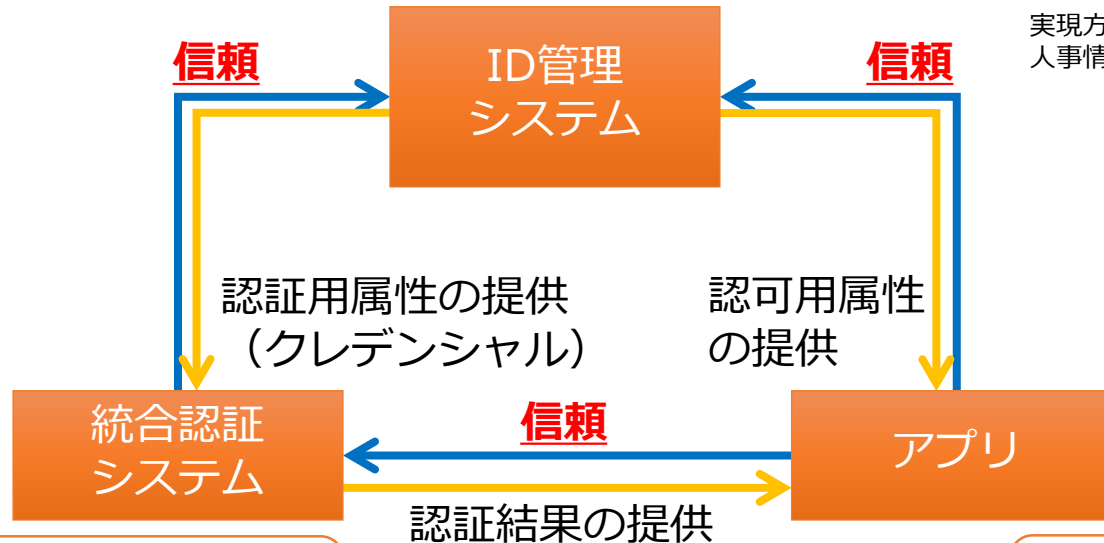 実現方
人事情
信頼
ID管理
システム
信頼
認証用属性の提供
（クレデンシャル）
認可用属性
の提供
統合認証
システム
信頼
アプリ
認証結果の提供